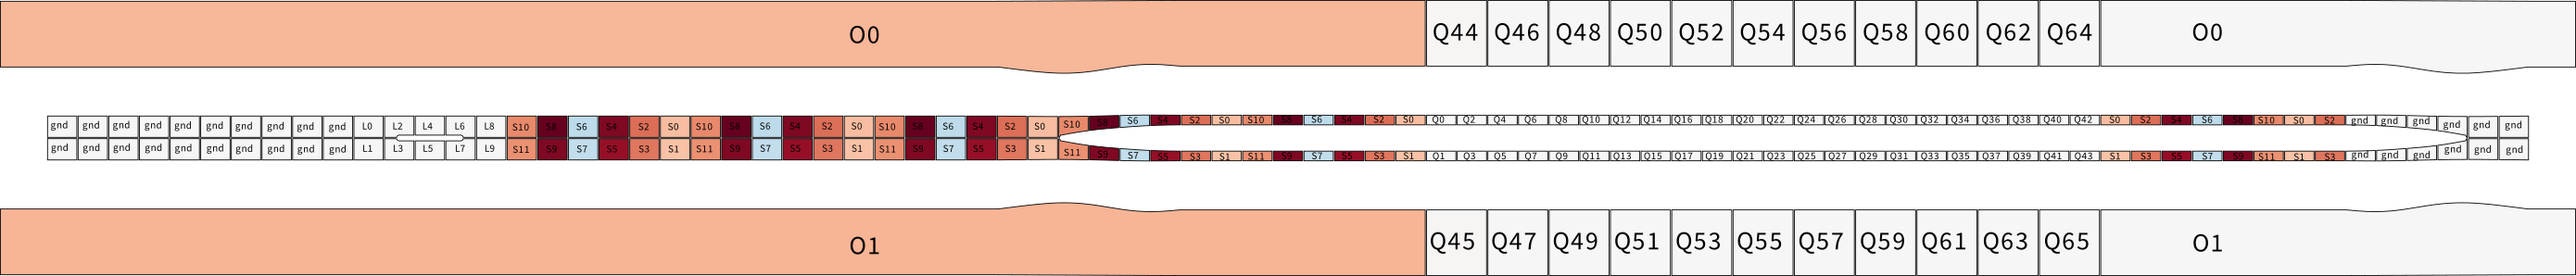 O0 Q44 Q46 Q48 Q50 Q52 Q54 Q56 Q58 Q60 Q62 Q64 O0
gnd gnd gnd gnd gnd gnd gnd gnd gnd gnd L0 L2 L4 L6 L8 S10 S8 S6 S4 S2 S0 S10 S8 S6 S4 S2 S0 S10 S8 S6 S4 S2 S0 S10 S8 S6 S4 S2 S0 S10 S8 S6 S4 S2 S0 Q0 Q2 Q4 Q6 Q8 Q10 Q12 Q14 Q16 Q18 Q20 Q22 Q24 Q26 Q28 Q30 Q32 Q34 Q36 Q38 Q40 Q42 S0 S2 S4 S6 S8 S10 S0 S2 gnd gnd gnd gnd gnd gnd
gnd gnd gnd gnd gnd gnd gnd gnd gnd gnd L1 L3 L5 L7 L9 S11 S9 S7 S5 S3 S1 S11 S9 S7 S5 S3 S1 S11 S9 S7 S5 S3 S1 S11 S9 S7 S5 S3 S1 S11 S9 S7 S5 S3 S1 Q1 Q3 Q5 Q7 Q9 Q11 Q13 Q15 Q17 Q19 Q21 Q23 Q25 Q27 Q29 Q31 Q33 Q35 Q37 Q39 Q41 Q43 S1 S3 S5 S7 S9 S11 S1 S3 gnd gnd gnd gnd gnd gnd
O1 Q45 Q47 Q49 Q51 Q53 Q55 Q57 Q59 Q61 Q63 Q65 O1